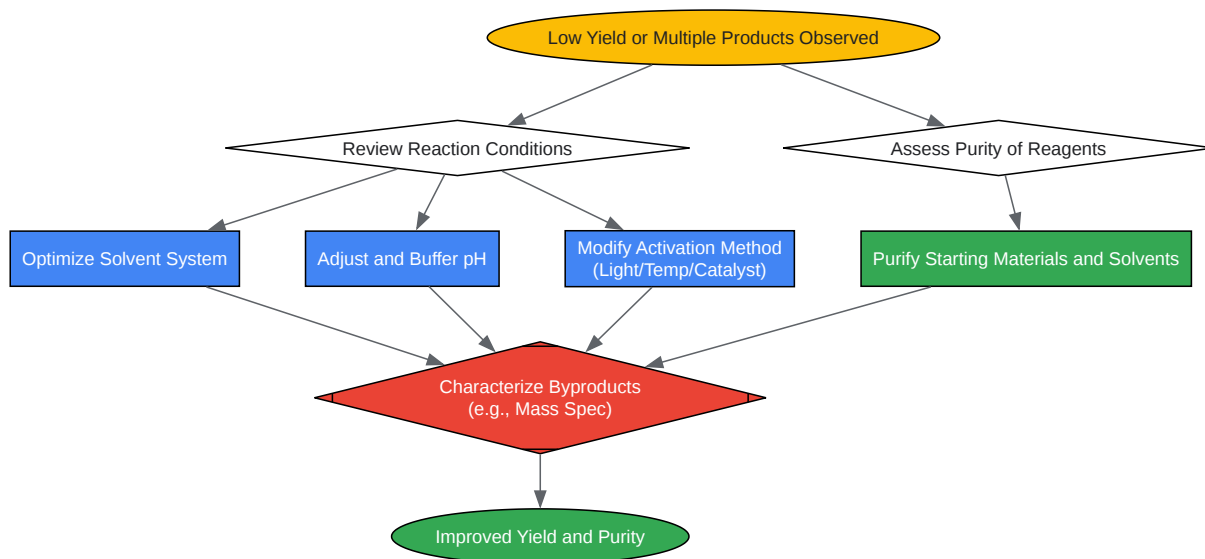 Low Yield or Multiple Products Observed
Review Reaction Conditions
Assess Purity of Reagents
Optimize Solvent System
Adjust and Buffer pH
Modify Activation Method
(Light/Temp/Catalyst)
Purify Starting Materials and Solvents
Characterize Byproducts
(e.g., Mass Spec)
Improved Yield and Purity